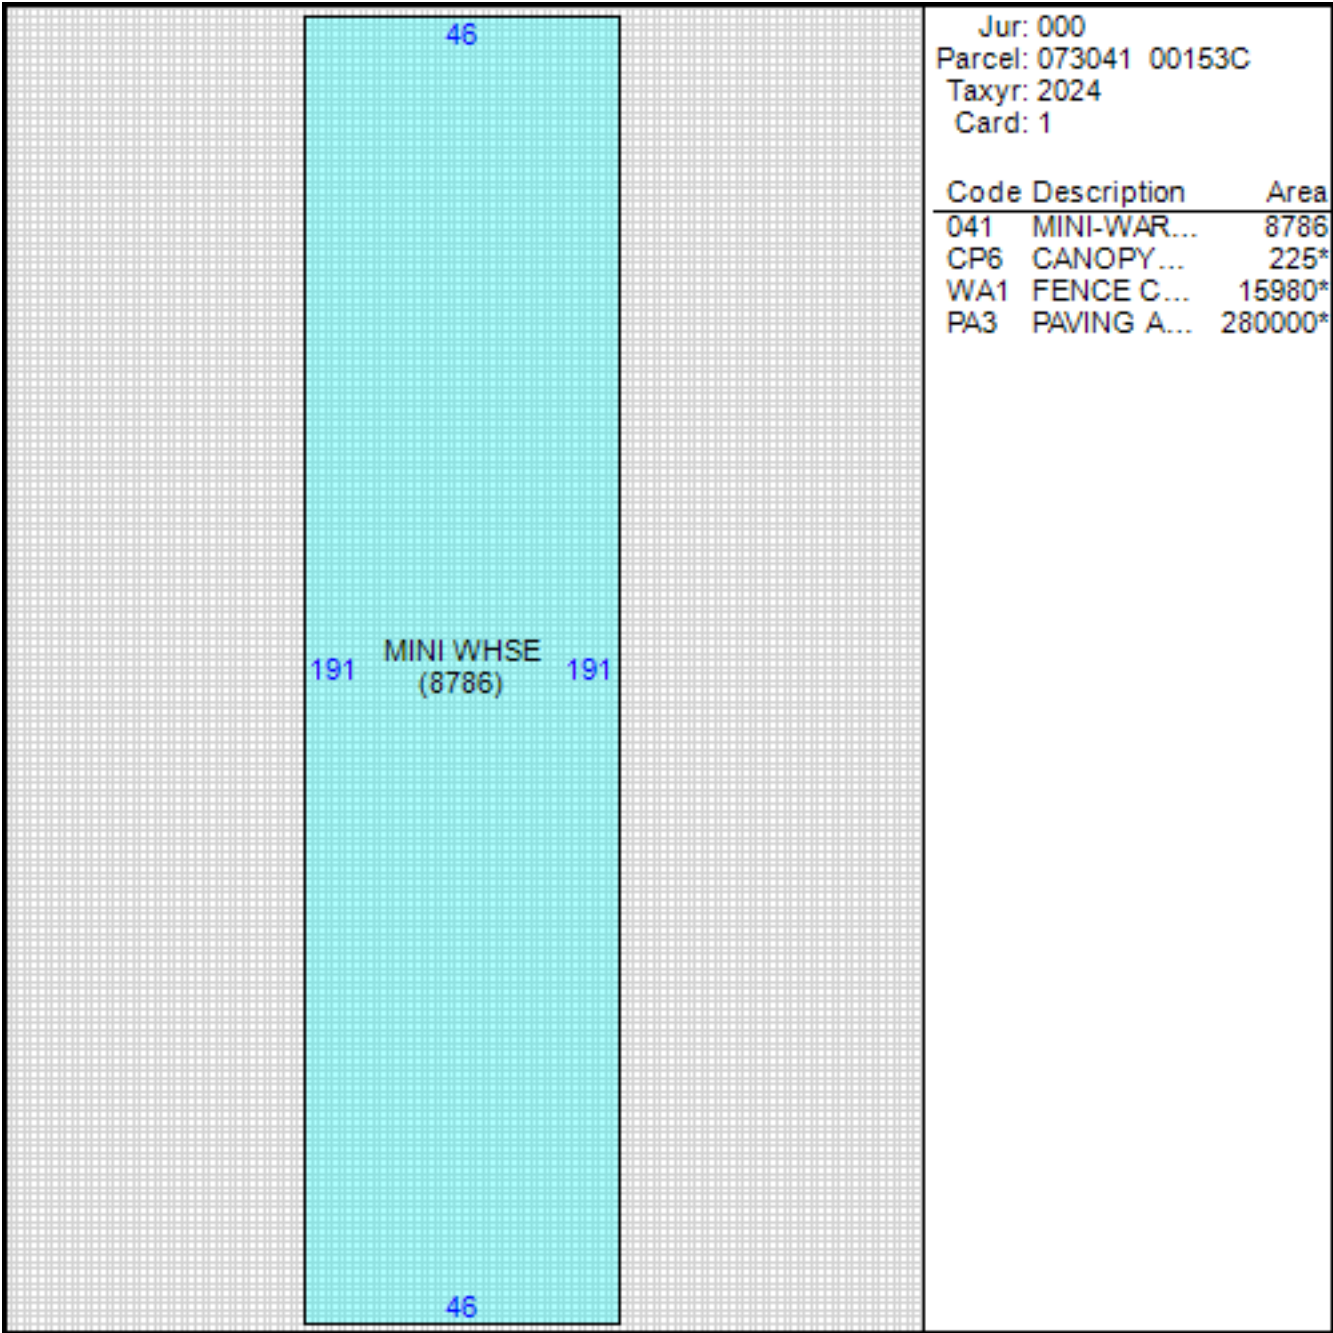 46
191 MINI WHSE 191
(8786)
46
Jur: 000
Parcel: 073041 00153C
Taxyr: 2024
Card: 1
Code Description Area
041 MINI-WAR... 8786
CP6 CANOPY... 225*
WA1 FENCE C... 15980*
PA3 PAVING A... 280000*